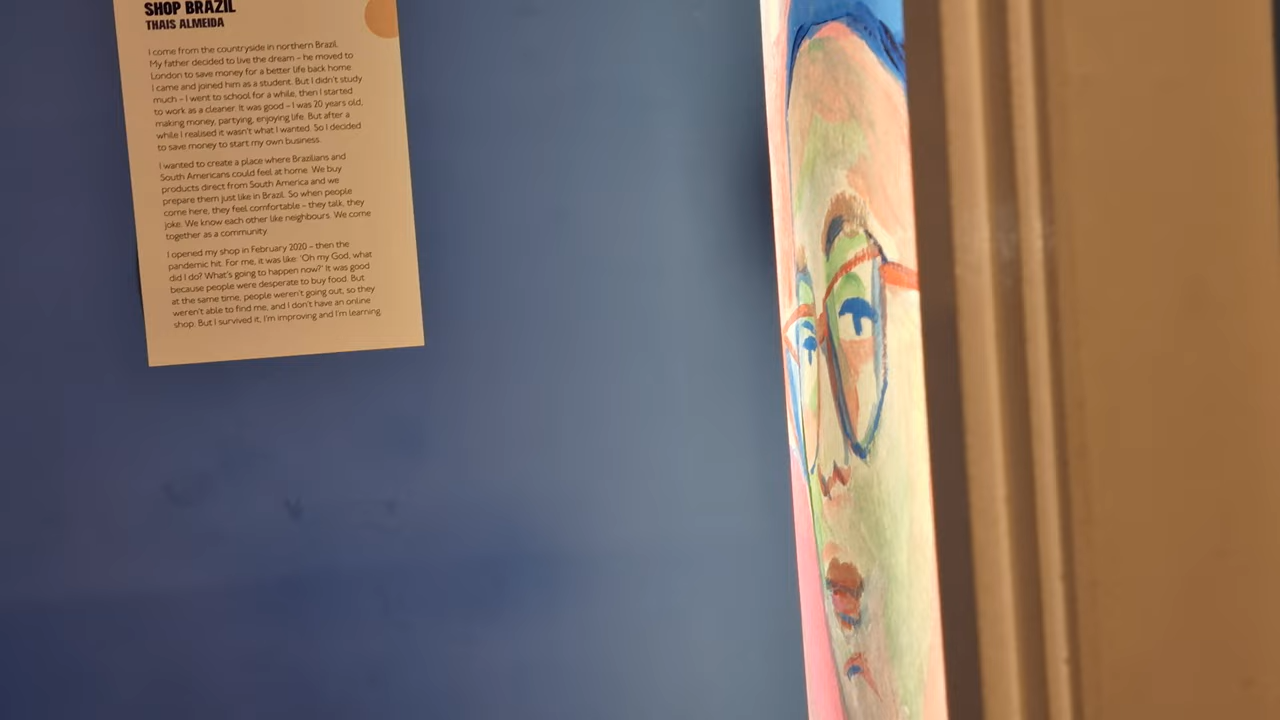 SHOP BRAZIL
THAIS ALMEIDA
I come from the countryside in northern Brazil.
My father decided to live the dream – he moved to
London to save money for a better life back home.
I came and joined him as a student. But I didn't study
much – I went to school for a while, then I started
to work as a cleaner. It was good – I was 20 years old,
making money, partying, enjoying life. But after a
while I realised it wasn't what I wanted. So I decided
to save money to start my own business.
I wanted to create a place where Brazilians and
South Americans could feel at home. We buy
products direct from South America and we
prepare them just like in Brazil. So when people
come here, they feel comfortable – they talk, they
joke. We know each other like neighbours. We come
together as a community.
I opened my shop in February 2020 – then the
pandemic hit. For me, it was like: 'Oh my God, what
did I do? What's going to happen now?' It was good
because people were desperate to buy food. But
at the same time, people weren't going out, so they
weren't able to find me, and I don't have an online
shop. But I survived it, I'm improving and I'm learning.